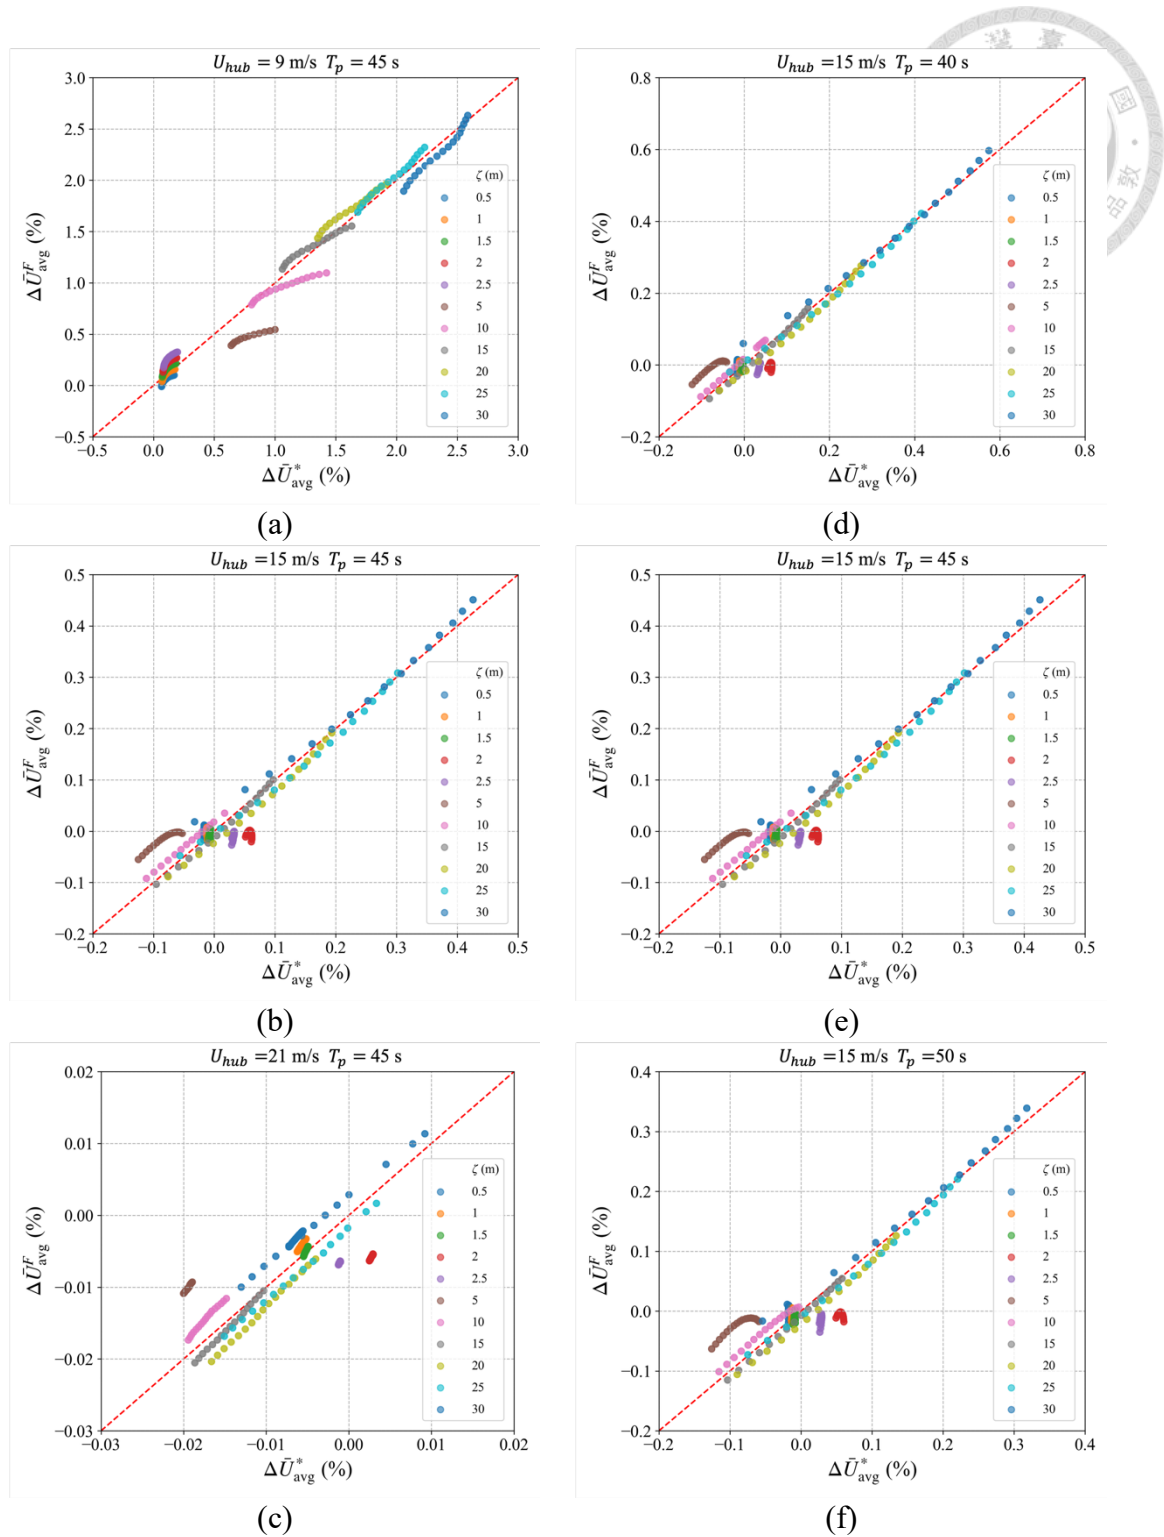 U_hub = 9 m/s T_p = 45 s
3.0
2.5
2.0
1.5
1.0
0.5
0.0
−0.5
−0.5 0.0 0.5 1.0 1.5 2.0 2.5 3.0
ΔŪ^F_avg (%)
ΔŪ*_avg (%)
ζ (m)
0.5
1
1.5
2
2.5
5
10
15
20
25
30
(a)
U_hub =15 m/s T_p = 40 s
0.8
0.6
0.4
0.2
0.0
−0.2
−0.2 0.0 0.2 0.4 0.6 0.8
ΔŪ^F_avg (%)
ΔŪ*_avg (%)
ζ (m)
0.5
1
1.5
2
2.5
5
10
15
20
25
30
(d)
國
品敦
U_hub =15 m/s T_p = 45 s
0.5
0.4
0.3
0.2
0.1
0.0
−0.1
−0.2
−0.2 −0.1 0.0 0.1 0.2 0.3 0.4 0.5
ΔŪ^F_avg (%)
ΔŪ*_avg (%)
ζ (m)
0.5
1
1.5
2
2.5
5
10
15
20
25
30
(b)
U_hub =15 m/s T_p = 45 s
0.5
0.4
0.3
0.2
0.1
0.0
−0.1
−0.2
−0.2 −0.1 0.0 0.1 0.2 0.3 0.4 0.5
ΔŪ^F_avg (%)
ΔŪ*_avg (%)
ζ (m)
0.5
1
1.5
2
2.5
5
10
15
20
25
30
(e)
U_hub =21 m/s T_p = 45 s
0.02
0.01
0.00
−0.01
−0.02
−0.03
−0.03 −0.02 −0.01 0.00 0.01 0.02
ΔŪ^F_avg (%)
ΔŪ*_avg (%)
ζ (m)
0.5
1
1.5
2
2.5
5
10
15
20
25
30
(c)
U_hub =15 m/s T_p =50 s
0.4
0.3
0.2
0.1
0.0
−0.1
−0.2
−0.2 −0.1 0.0 0.1 0.2 0.3 0.4
ΔŪ^F_avg (%)
ΔŪ*_avg (%)
ζ (m)
0.5
1
1.5
2
2.5
5
10
15
20
25
30
(f)